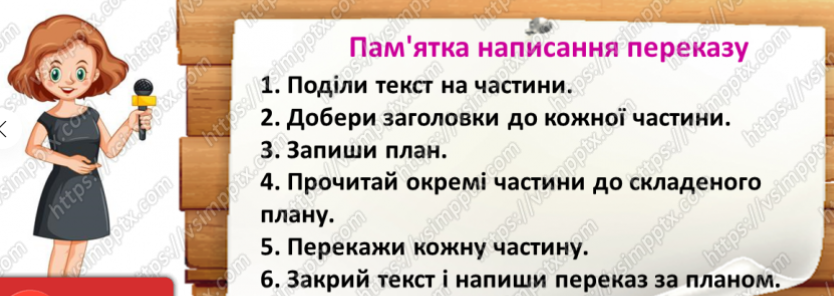 Пам'ятка написання переказу
1. Поділи текст на частини.
2. Добери заголовки до кожної частини.
3. Запиши план.
4. Прочитай окремі частини до складеного
плану.
5. Перекажи кожну частину.
6. Закрий текст і напиши переказ за планом.